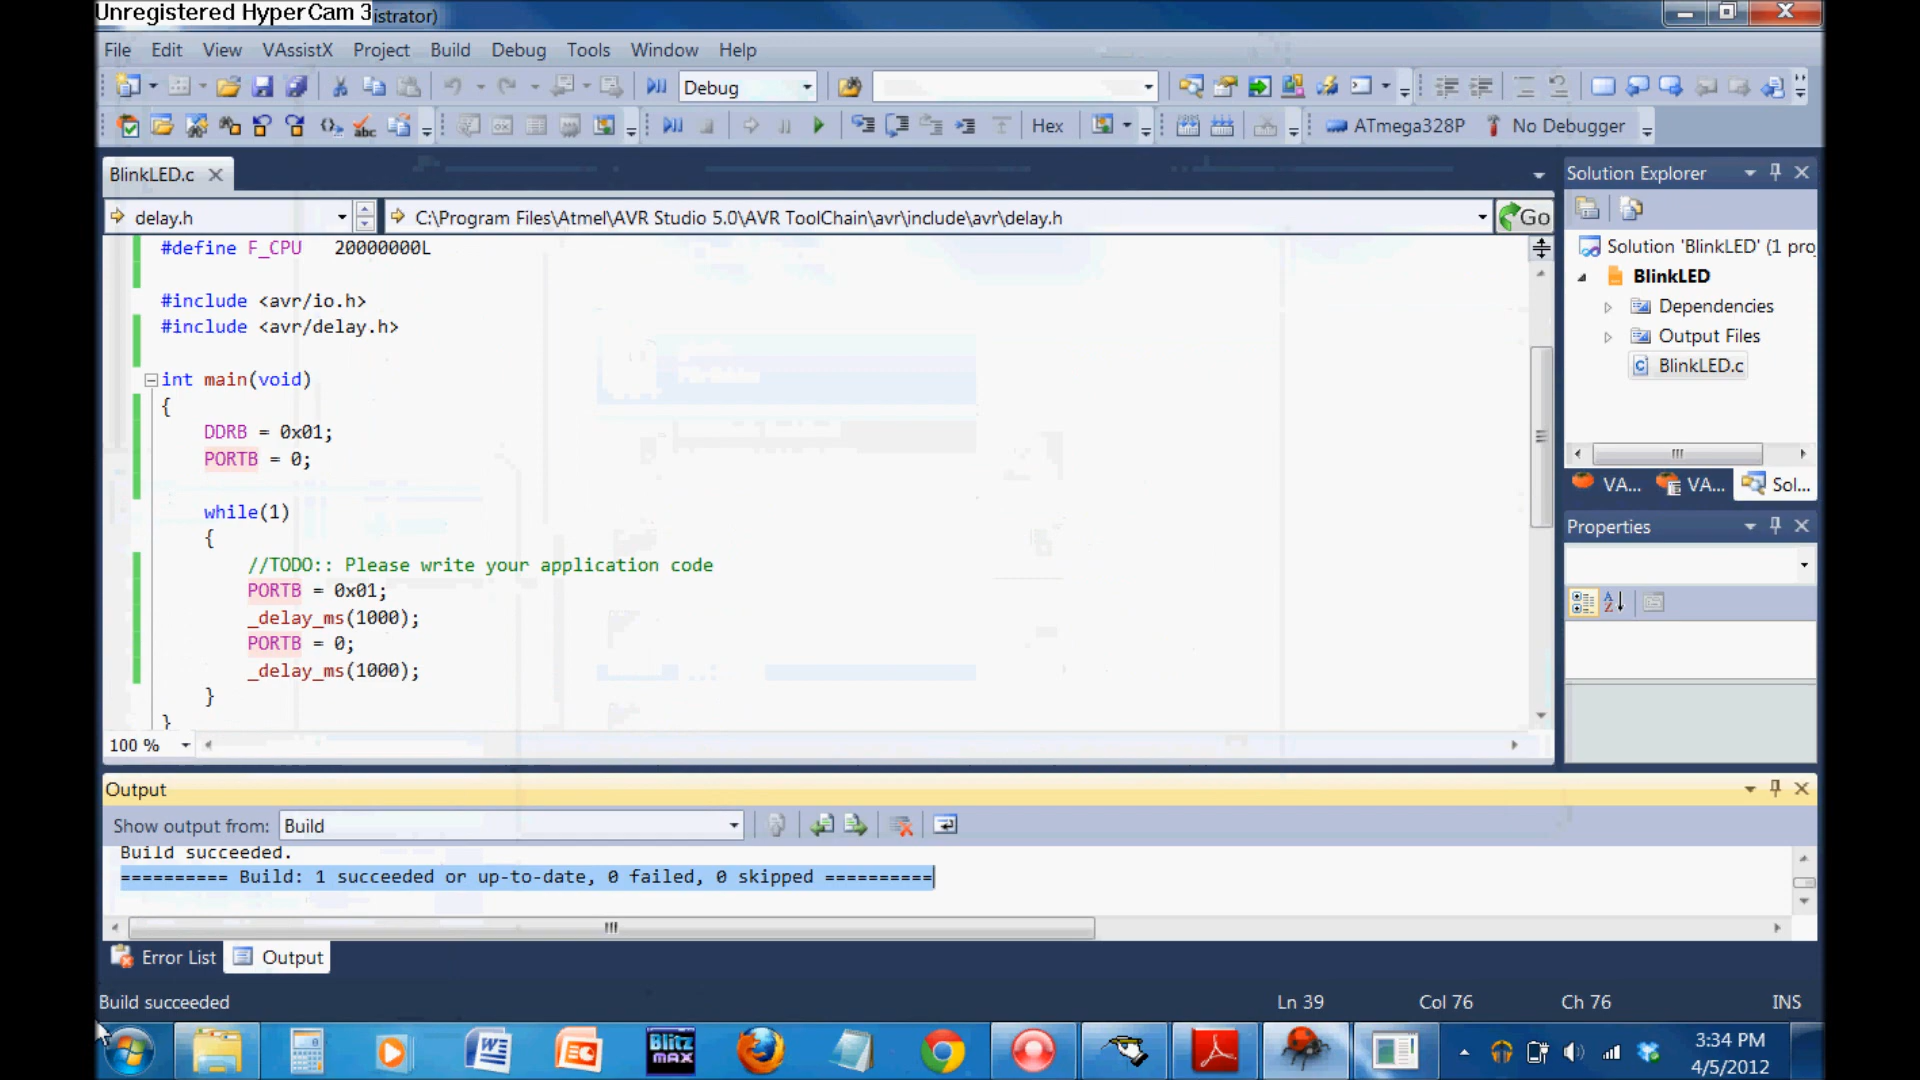 Unregistered HyperCam 3
istrator)
File Edit View VAssistX Project Build Debug Tools Window Help
Debug
Hex ATmega328P No Debugger
BlinkLED.c
delay.h C:\Program Files\Atmel\AVR Studio 5.0\AVR ToolChain\avr\include\avr\delay.h Go
#define F_CPU 20000000L
#include <avr/io.h>
#include <avr/delay.h>
int main(void)
{
DDRB = 0x01;
PORTB = 0;
while(1)
{
//TODO:: Please write your application code
PORTB = 0x01;
_delay_ms(1000);
PORTB = 0;
_delay_ms(1000);
}
}
100 %
Solution Explorer
Solution 'BlinkLED' (1 pro
BlinkLED
Dependencies
Output Files
BlinkLED.c
VA... VA... Sol...
Properties
Output
Show output from: Build
Build succeeded.
========== Build: 1 succeeded or up-to-date, 0 failed, 0 skipped ==========
Error List Output
Build succeeded Ln 39 Col 76 Ch 76 INS
Blitz
MAX
3:34 PM
4/5/2012